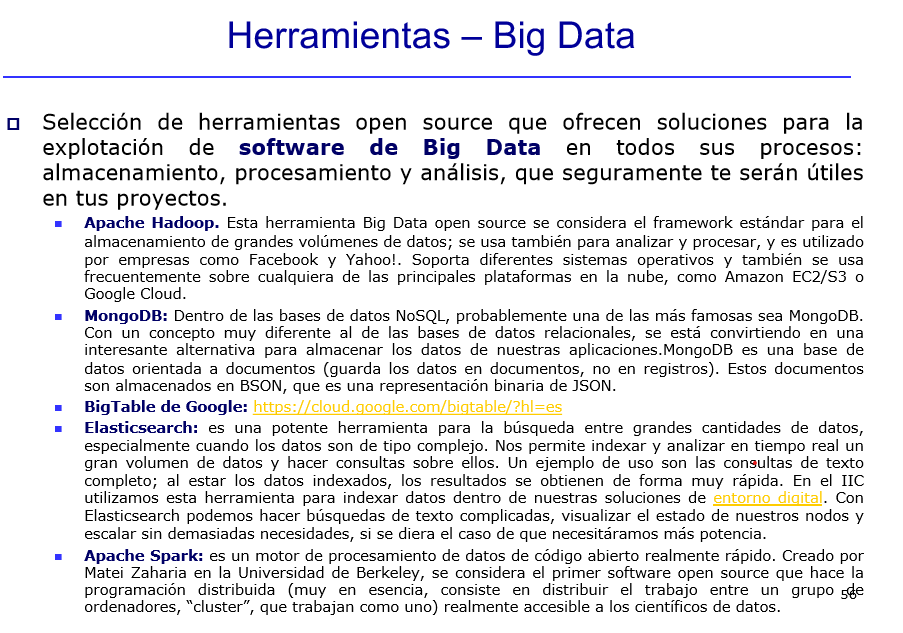 Herramientas – Big Data
Selección de herramientas open source que ofrecen soluciones para la
explotación de software de Big Data en todos sus procesos:
almacenamiento, procesamiento y análisis, que seguramente te serán útiles
en tus proyectos.
Apache Hadoop. Esta herramienta Big Data open source se considera el framework estándar para el
almacenamiento de grandes volúmenes de datos; se usa también para analizar y procesar, y es utilizado
por empresas como Facebook y Yahoo!. Soporta diferentes sistemas operativos y también se usa
frecuentemente sobre cualquiera de las principales plataformas en la nube, como Amazon EC2/S3 o
Google Cloud.
MongoDB: Dentro de las bases de datos NoSQL, probablemente una de las más famosas sea MongoDB.
Con un concepto muy diferente al de las bases de datos relacionales, se está convirtiendo en una
interesante alternativa para almacenar los datos de nuestras aplicaciones.MongoDB es una base de
datos orientada a documentos (guarda los datos en documentos, no en registros). Estos documentos
son almacenados en BSON, que es una representación binaria de JSON.
BigTable de Google: https://cloud.google.com/bigtable/?hl=es
Elasticsearch: es una potente herramienta para la búsqueda entre grandes cantidades de datos,
especialmente cuando los datos son de tipo complejo. Nos permite indexar y analizar en tiempo real un
gran volumen de datos y hacer consultas sobre ellos. Un ejemplo de uso son las consultas de texto
completo; al estar los datos indexados, los resultados se obtienen de forma muy rápida. En el IIC
utilizamos esta herramienta para indexar datos dentro de nuestras soluciones de entorno digital. Con
Elasticsearch podemos hacer búsquedas de texto complicadas, visualizar el estado de nuestros nodos y
escalar sin demasiadas necesidades, si se diera el caso de que necesitáramos más potencia.
Apache Spark: es un motor de procesamiento de datos de código abierto realmente rápido. Creado por
Matei Zaharia en la Universidad de Berkeley, se considera el primer software open source que hace la
programación distribuida (muy en esencia, consiste en distribuir el trabajo entre un grupo de
ordenadores, “cluster”, que trabajan como uno) realmente accesible a los científicos de datos.
56